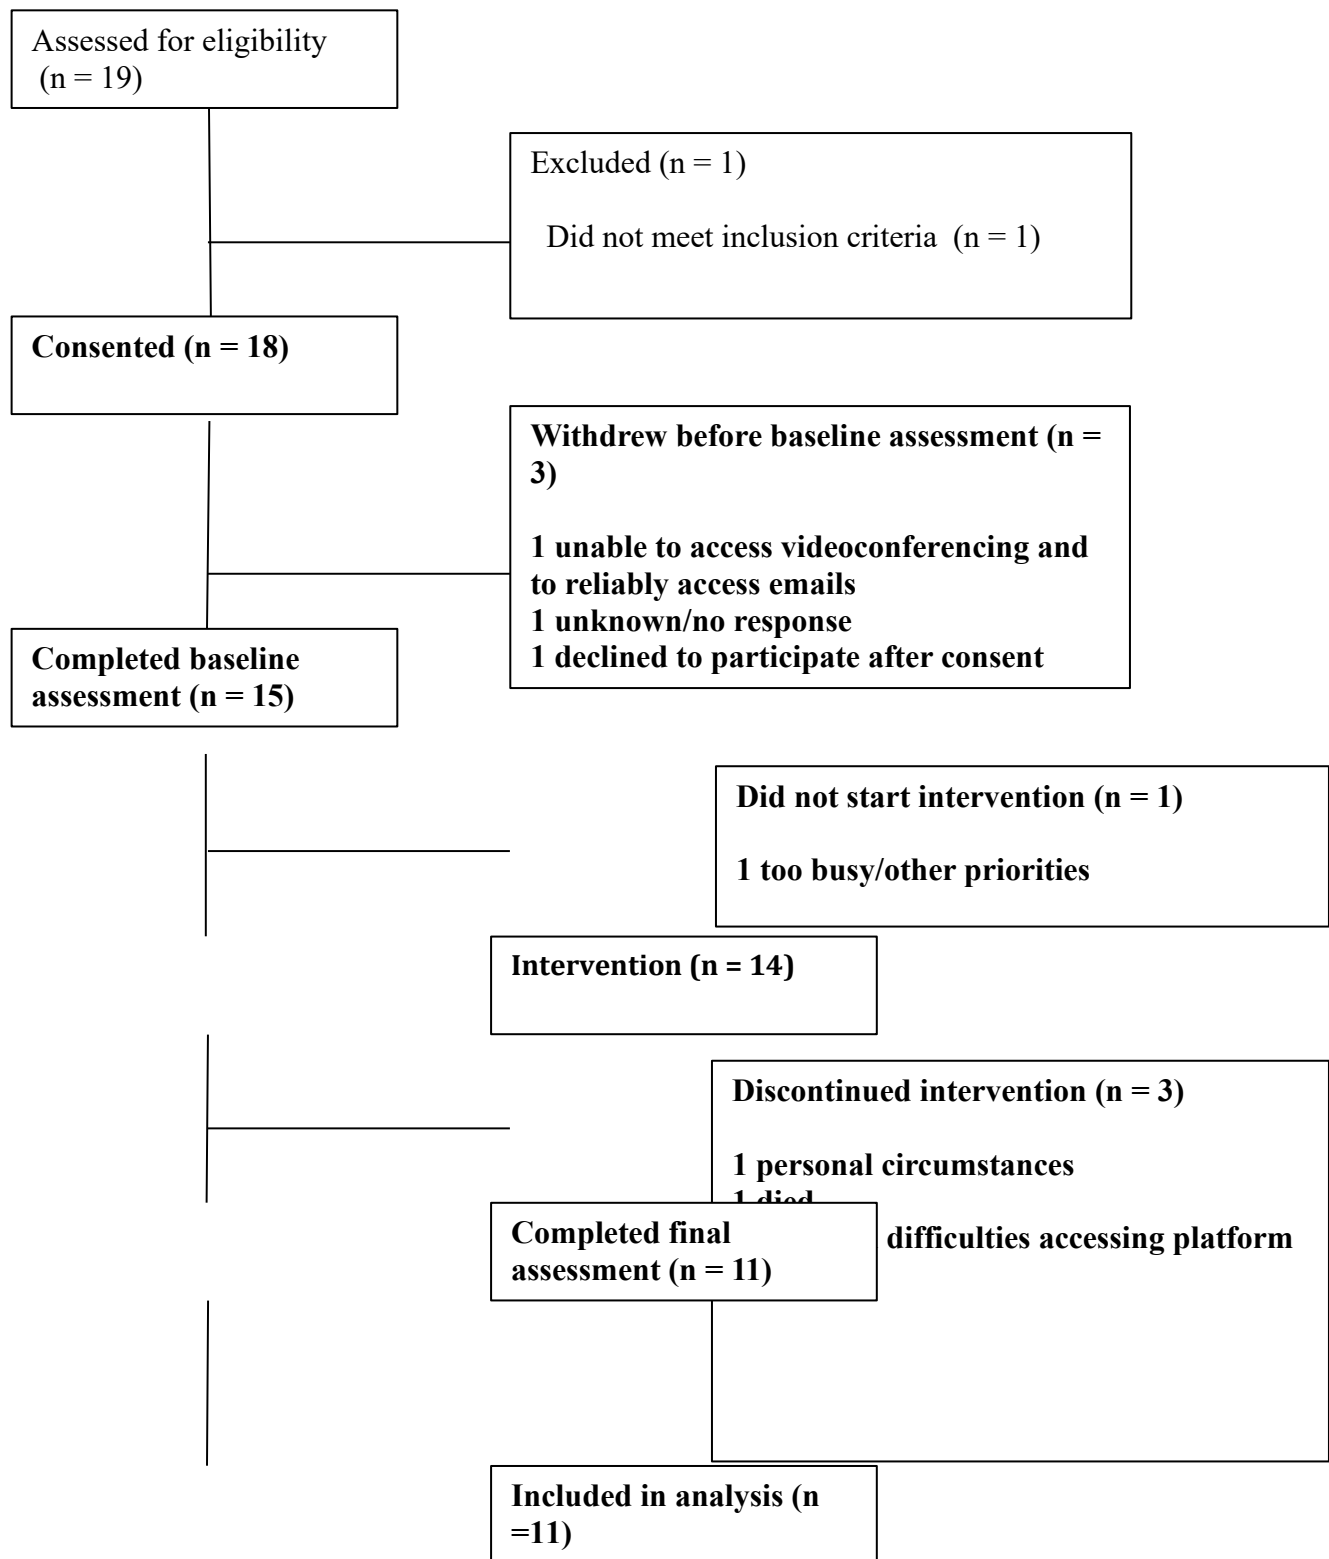 Assessed for eligibility
(n = 19)
Excluded (n = 1)
Did not meet inclusion criteria (n = 1)
Consented (n = 18)
Withdrew before baseline assessment (n =
3)
1 unable to access videoconferencing and
to reliably access emails
1 unknown/no response
1 declined to participate after consent
Completed baseline
assessment (n = 15)
Did not start intervention (n = 1)
1 too busy/other priorities
Intervention (n = 14)
Discontinued intervention (n = 3)
1 personal circumstances
1 died
difficulties accessing platform
Completed final
assessment (n = 11)
Included in analysis (n
=11)